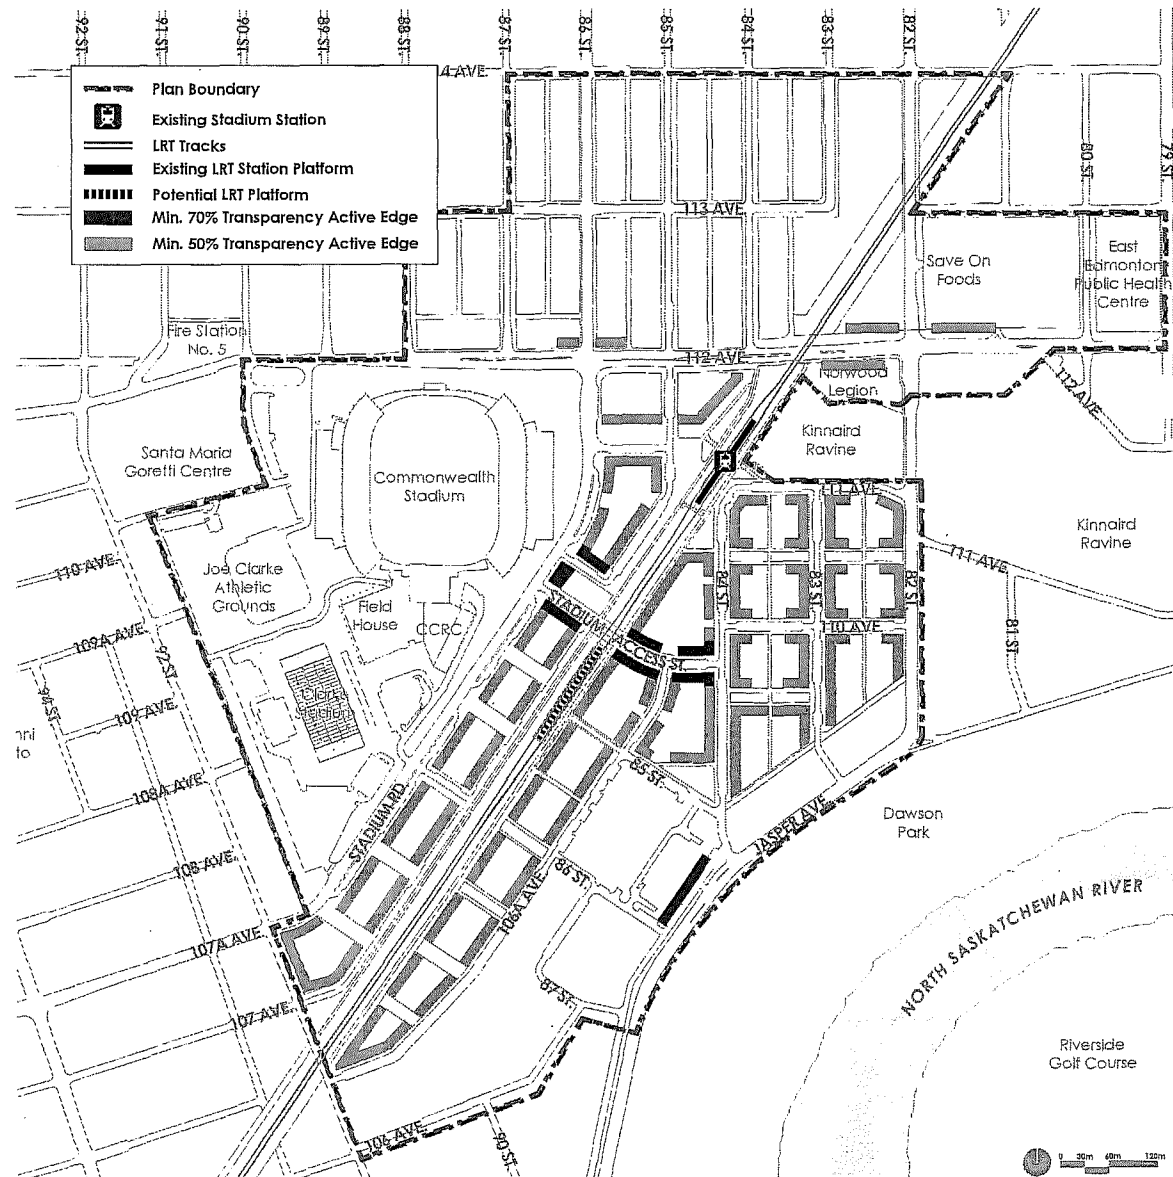 92 ST.
91 ST.
90 ST.
89 ST.
88 ST.
87 ST.
86 ST.
85 ST.
84 ST.
83 ST.
82 ST.
4 AVE.
Plan Boundary
Existing Stadium Station
LRT Tracks
Existing LRT Station Platform
Potential LRT Platform
Min. 70% Transparency Active Edge
Min. 50% Transparency Active Edge
80 ST.
79 ST.
113 AVE
Save On
Foods
East
Edmonton
Public Health
Centre
Fire Station
No. 5
112 AVE
Norwood
Legion
112 AVE
Kinnaird
Ravine
Santa Maria
Goretti Centre
Commonwealth
Stadium
111 AVE
Kinnaird
Ravine
111 AVE
110 AVE.
Joe Clarke
Athletic
Grounds
Field
House
CCRC
STADIUM ACCESS ST.
84 ST.
83 ST.
82 ST.
81 ST.
110 AVE.
109A AVE.
92 ST.
94 ST.
109 AVE.
Clarke
Stadium
nni
to
108A AVE.
85 ST.
STADIUM RD.
JASPER AVE.
Dawson
Park
108 AVE.
86 ST.
106A AVE
NORTH SASKATCHEWAN RIVER
107A AVE.
87 ST.
107 AVE.
Riverside
Golf Course
106 AVE.
90 ST.
0 30m 60m 120m